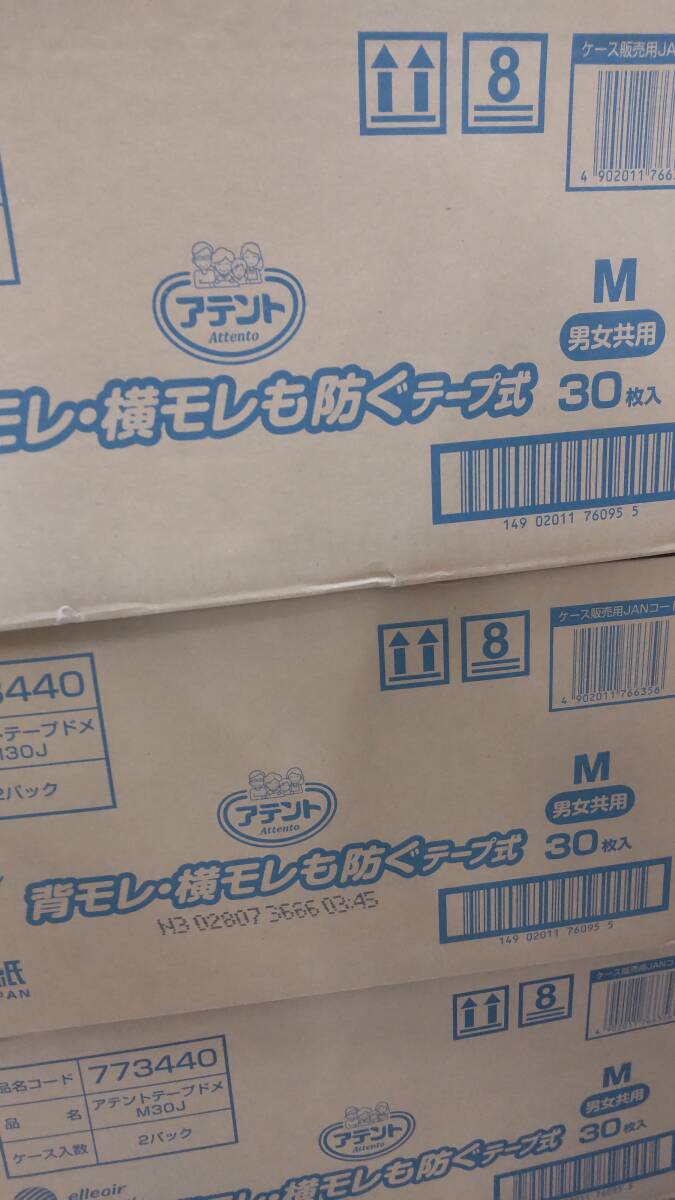 8
ケース販売用JA
4 902011 766
アテント
Attento
M
男女共用
モレ・横モレも防ぐテープ式 30枚入
149 02011 76095 5
3440
トテープドメ
M30J
2パック
8
ケース販売用JANコード
4 902011 766356
アテント
Attento
M
男女共用
背モレ・横モレも防ぐテープ式 30枚入
N3 02807 3666 03:45
149 02011 76095 5
紙
PAN
品名コード 773440
品名 アテントテープドメ
M30J
ケース入数 2パック
8
ケース販売用JANコ
アテント
M
男女共用
横モレも防ぐテープ式 30枚入
elleair